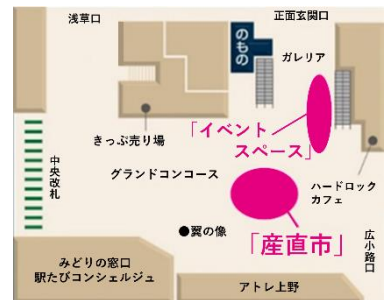 浅草口
正面玄関口
のもの
ガレリア
「イベント
スペース」
きっぷ売り場
グランドコンコース
中央改札
ハードロック
カフェ
広小路口
●翼の像
「産直市」
みどりの窓口
駅たびコンシェルジュ
アトレ上野